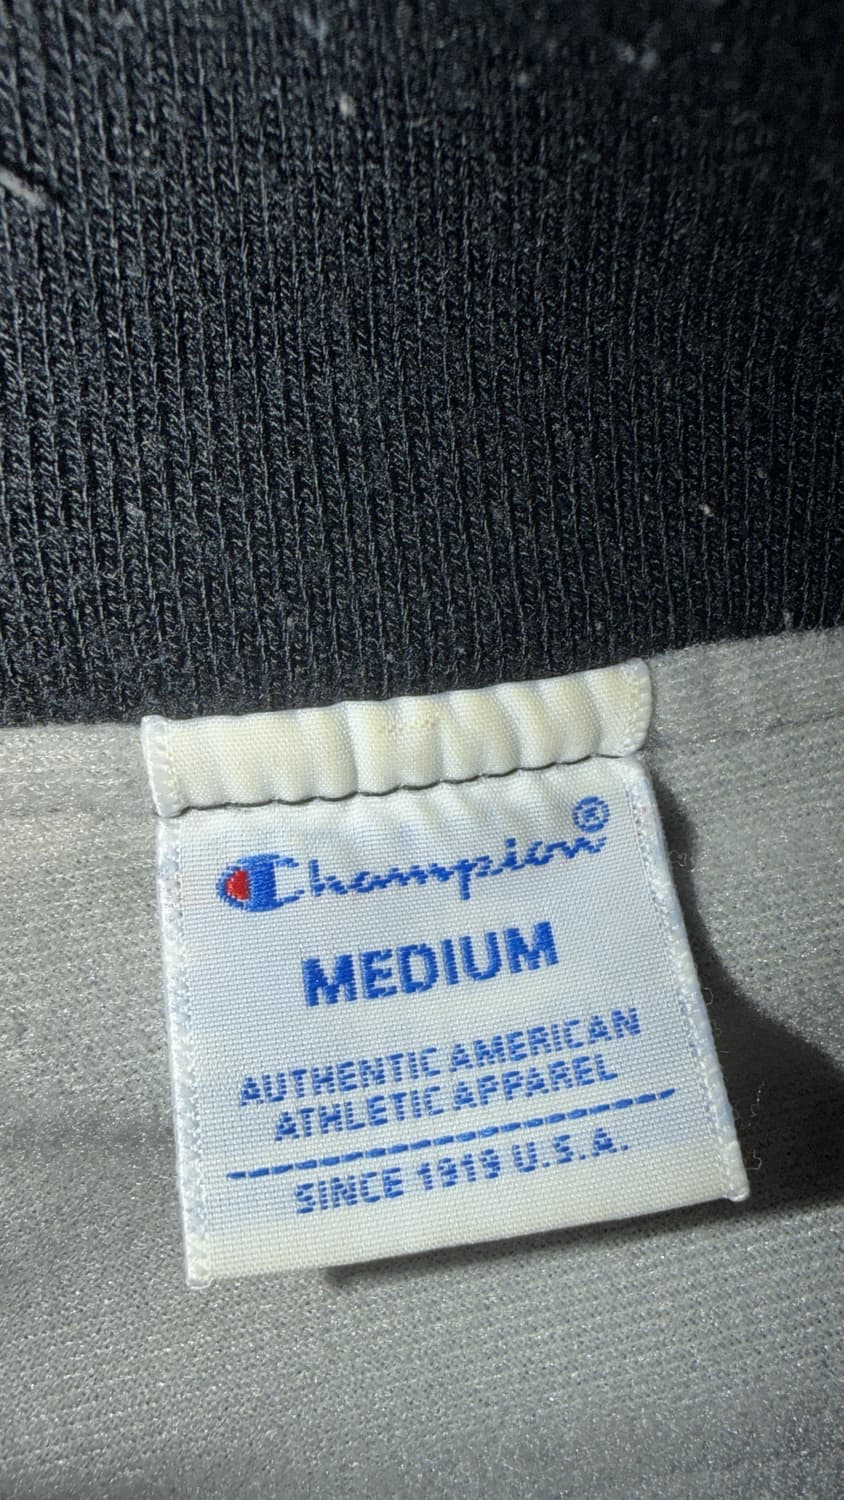 Champion®
MEDIUM
AUTHENTIC AMERICAN
ATHLETIC APPAREL
SINCE 1919 U.S.A.